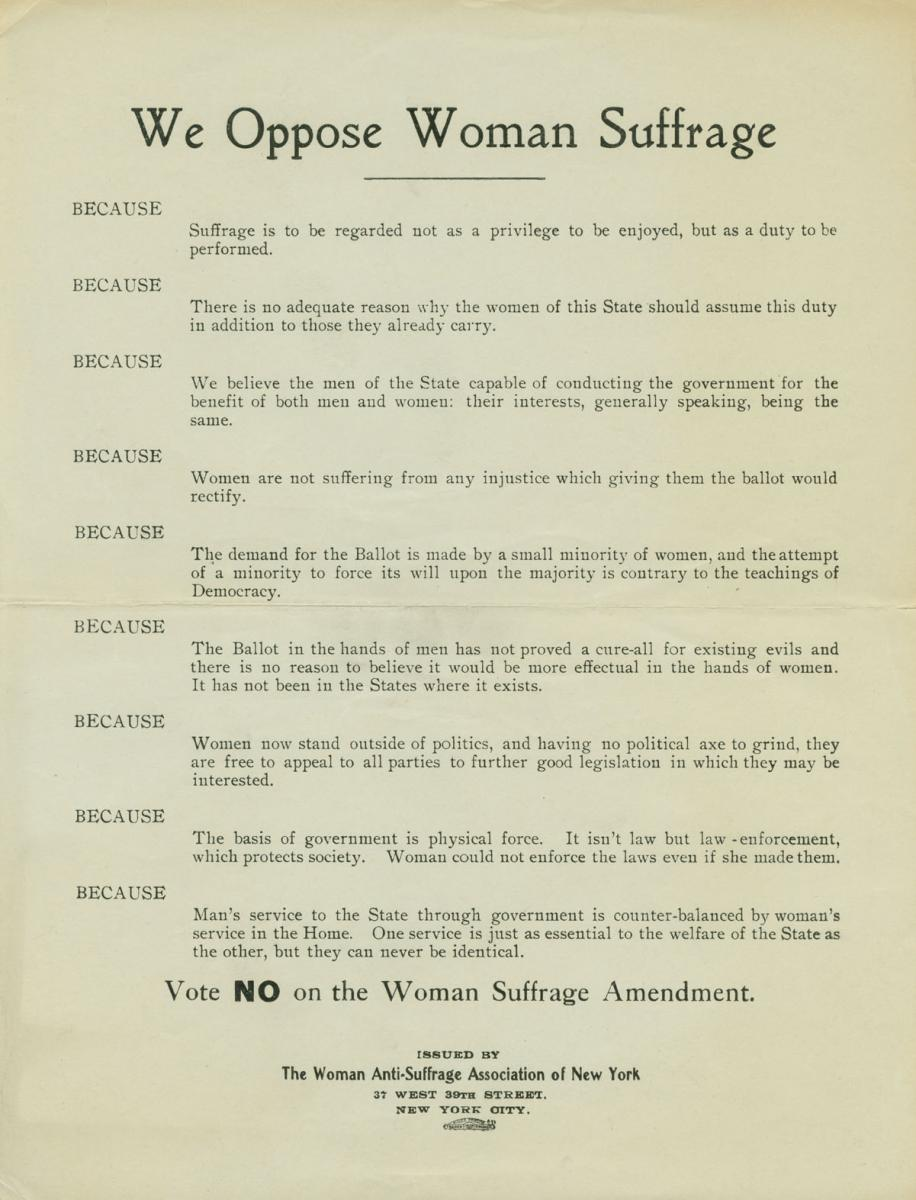 We Oppose Woman Suffrage
BECAUSE
Suffrage is to be regarded not as a privilege to be enjoyed, but as a duty to be
performed.
BECAUSE
There is no adequate reason why the women of this State should assume this duty
in addition to those they already carry.
BECAUSE
We believe the men of the State capable of conducting the government for the
benefit of both men and women: their interests, generally speaking, being the
same.
BECAUSE
Women are not suffering from any injustice which giving them the ballot would
rectify.
BECAUSE
The demand for the Ballot is made by a small minority of women, and the attempt
of a minority to force its will upon the majority is contrary to the teachings of
Democracy.
BECAUSE
The Ballot in the hands of men has not proved a cure-all for existing evils and
there is no reason to believe it would be more effectual in the hands of women.
It has not been in the States where it exists.
BECAUSE
Women now stand outside of politics, and having no political axe to grind, they
are free to appeal to all parties to further good legislation in which they may be
interested.
BECAUSE
The basis of government is physical force. It isn't law but law-enforcement,
which protects society. Woman could not enforce the laws even if she made them.
BECAUSE
Man's service to the State through government is counter-balanced by woman's
service in the Home. One service is just as essential to the welfare of the State as
the other, but they can never be identical.
Vote NO on the Woman Suffrage Amendment.
ISSUED BY
The Woman Anti-Suffrage Association of New York
37 WEST 39TH STREET.
NEW YORK CITY.